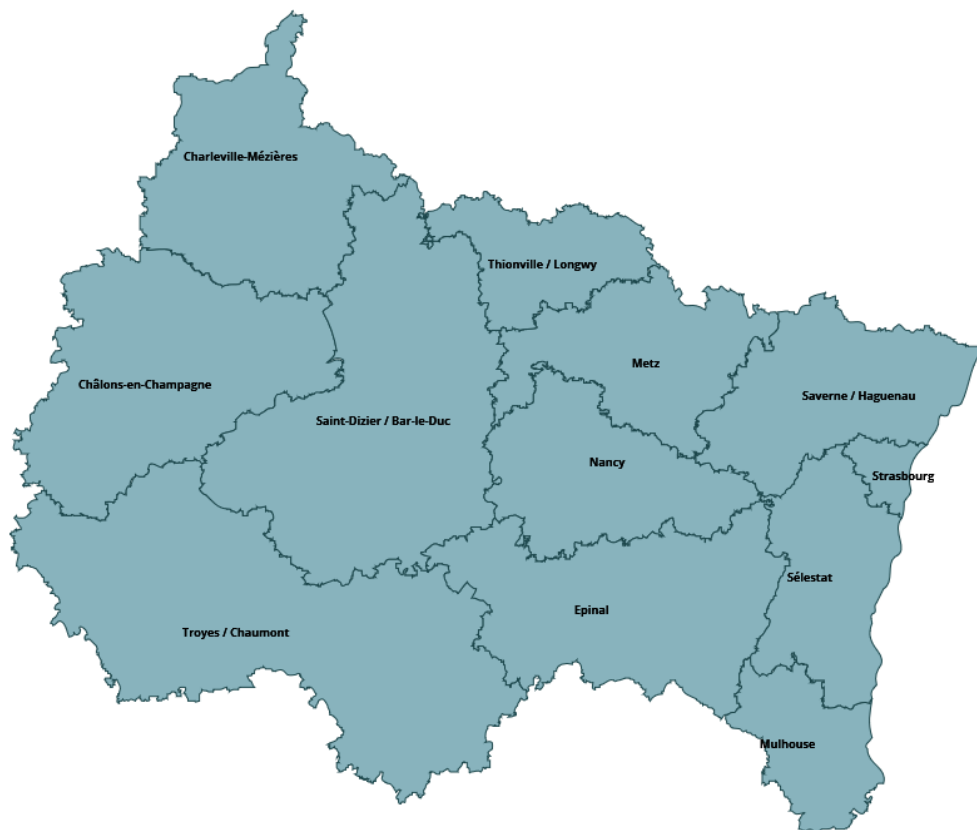 Charleville-Mézières
Thionville / Longwy
Metz
Châlons-en-Champagne
Saverne / Haguenau
Saint-Dizier / Bar-le-Duc
Nancy
Strasbourg
Sélestat
Epinal
Troyes / Chaumont
Mulhouse